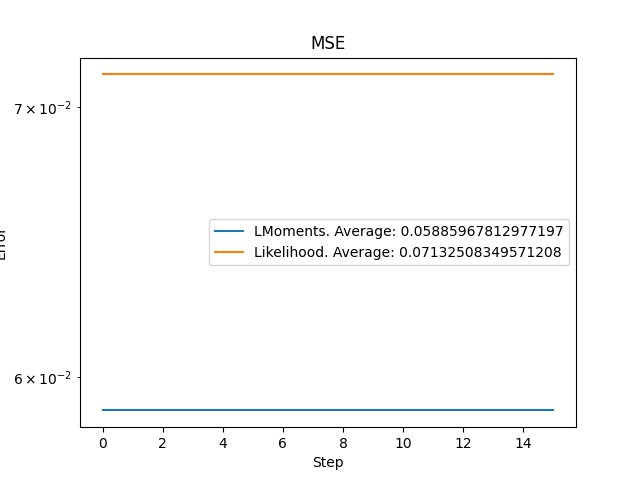 MSE
7 × 10⁻²
6 × 10⁻²
Error
LMoments. Average: 0.05885967812977197
Likelihood. Average: 0.07132508349571208
0 2 4 6 8 10 12 14
Step